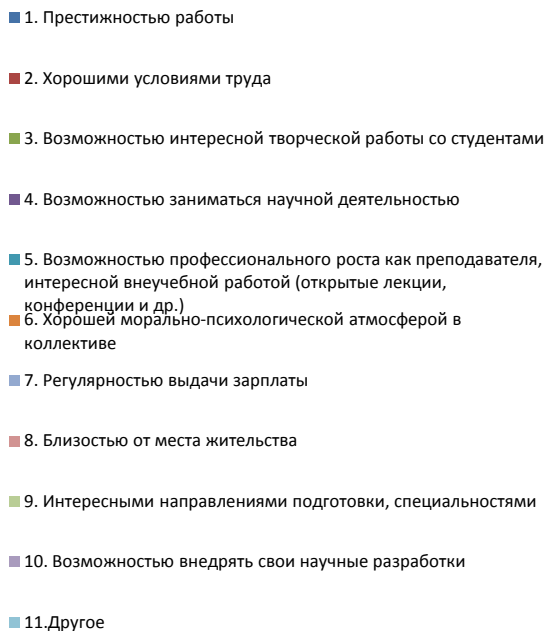 1. Престижностью работы
2. Хорошими условиями труда
3. Возможностью интересной творческой работы со студентами
4. Возможностью заниматься научной деятельностью
5. Возможностью профессионального роста как преподавателя,
интересной внеучебной работой (открытые лекции,
конференции и др.)
6. Хорошей морально-психологической атмосферой в
коллективе
7. Регулярностью выдачи зарплаты
8. Близостью от места жительства
9. Интересными направлениями подготовки, специальностями
10. Возможностью внедрять свои научные разработки
11.Другое